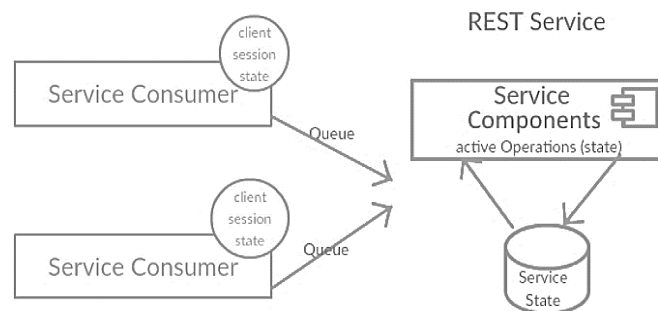 REST Service
client
session
state
Service Consumer
Queue
Service
Components
active Operations (state)
client
session
state
Service Consumer
Queue
Service
State